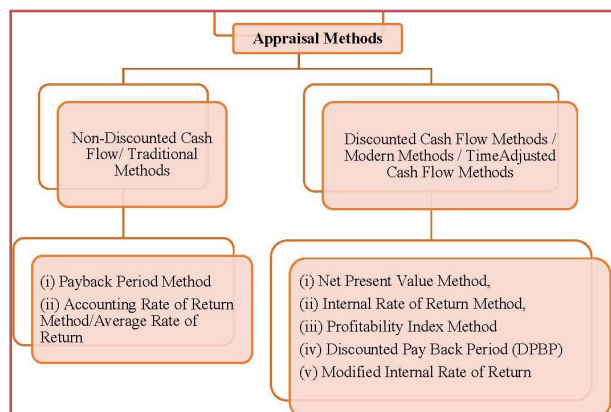 Appraisal Methods
Non-Discounted Cash
Flow/ Traditional
Methods
Discounted Cash Flow Methods /
Modern Methods / TimeAdjusted
Cash Flow Methods
(i) Payback Period Method
(ii) Accounting Rate of Return
Method/Average Rate of
Return
(i) Net Present Value Method,
(ii) Internal Rate of Return Method,
(iii) Profitability Index Method
(iv) Discounted Pay Back Period (DPBP)
(v) Modified Internal Rate of Return